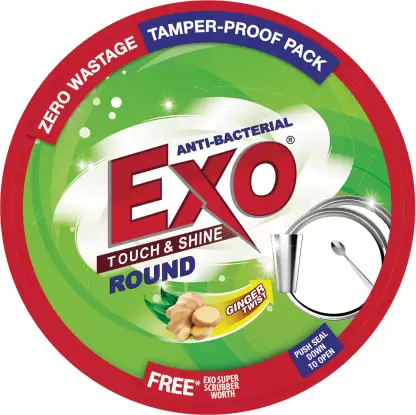 ZERO WASTAGE
TAMPER-PROOF PACK
ANTI-BACTERIAL
EXO®
TOUCH & SHINE
ROUND
GINGER
TWIST
PUSH SEAL
DOWN
TO OPEN
FREE* EXO SUPER
SCRUBBER
WORTH